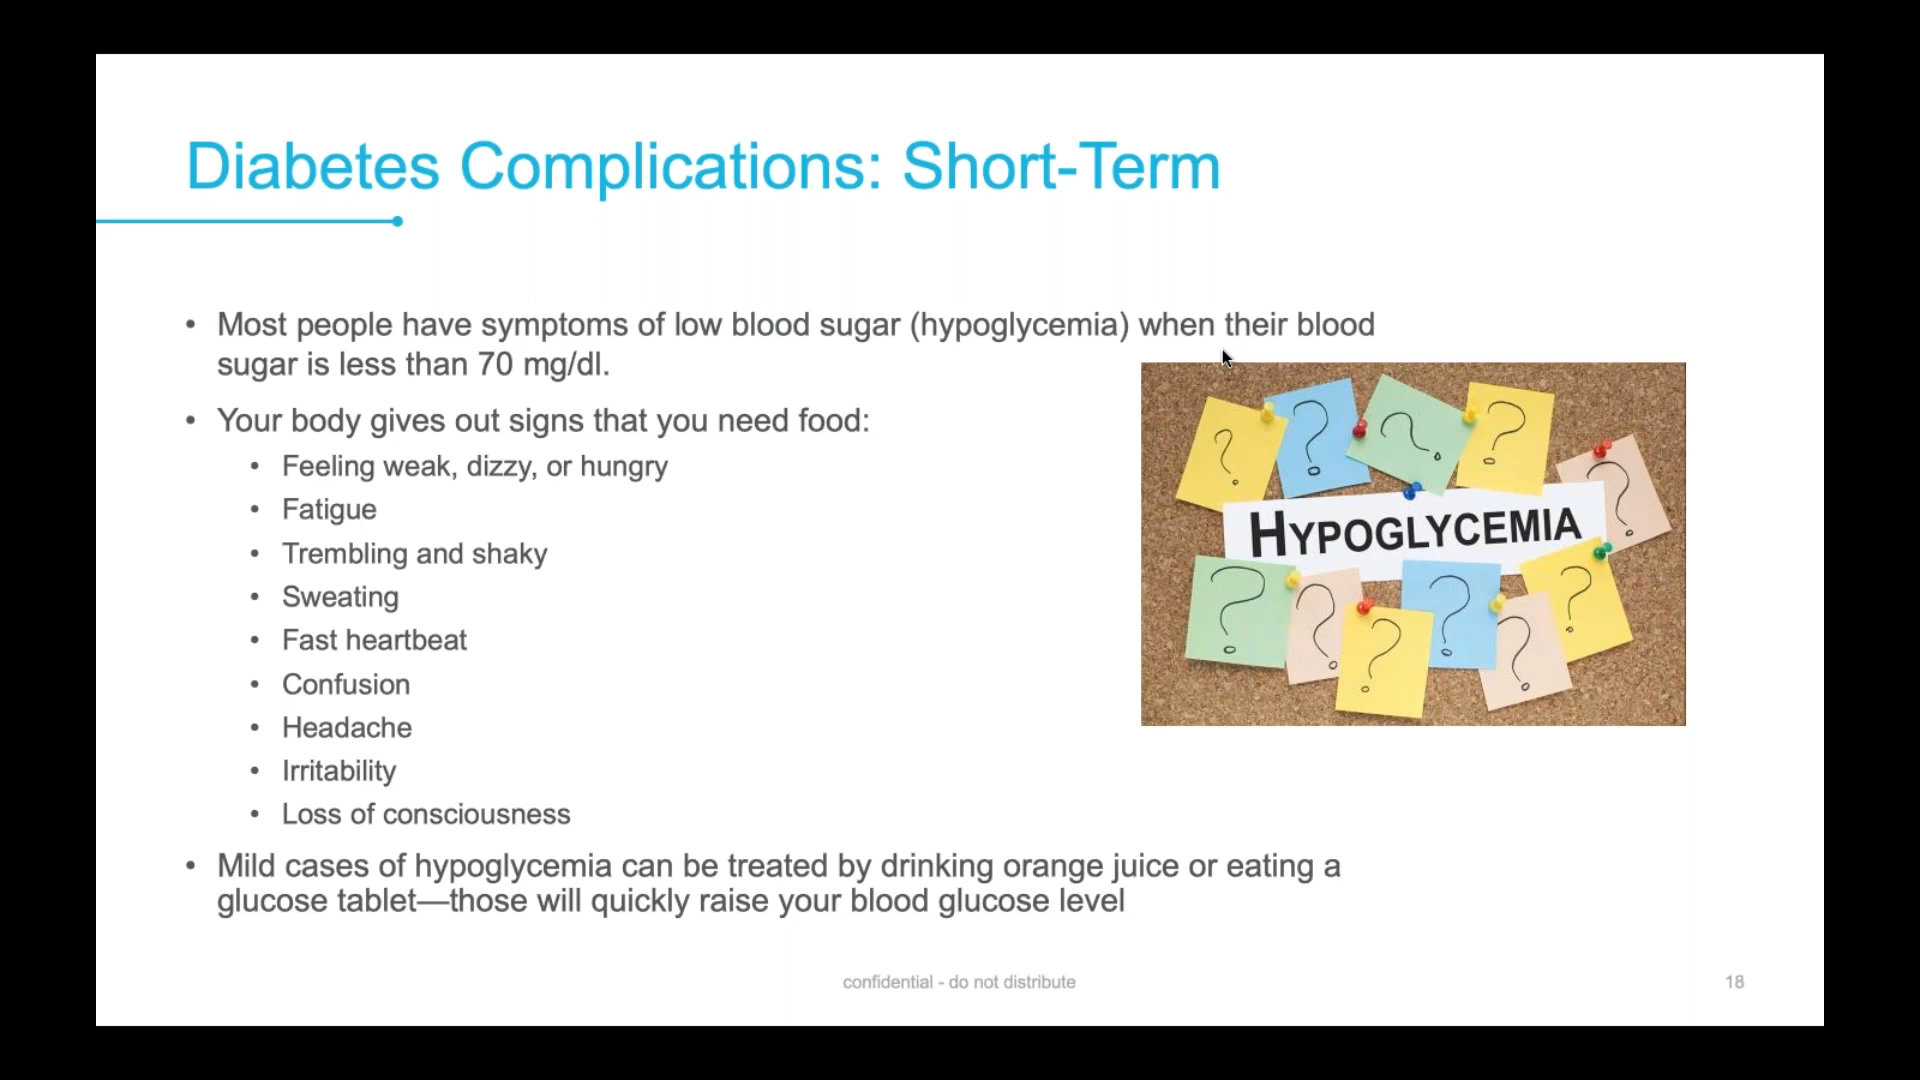 Diabetes Complications: Short-Term
• Most people have symptoms of low blood sugar (hypoglycemia) when their blood
sugar is less than 70 mg/dl.
• Your body gives out signs that you need food:
• Feeling weak, dizzy, or hungry
• Fatigue
• Trembling and shaky
• Sweating
• Fast heartbeat
• Confusion
• Headache
• Irritability
• Loss of consciousness
• Mild cases of hypoglycemia can be treated by drinking orange juice or eating a
glucose tablet—those will quickly raise your blood glucose level
? ? ? ? ?
HYPOGLYCEMIA
? ? ? ? ? ?
confidential - do not distribute
18